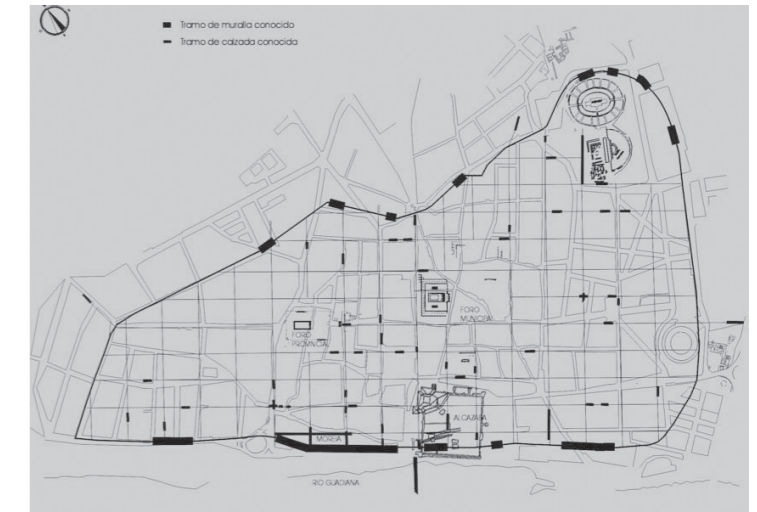 Tramo de muralla conocido
Tramo de calzada conocida
FORO
MUNICIPAL
FORO
PROVINCIAL
ALCAZABA
MORERIA
RIO GUADIANA